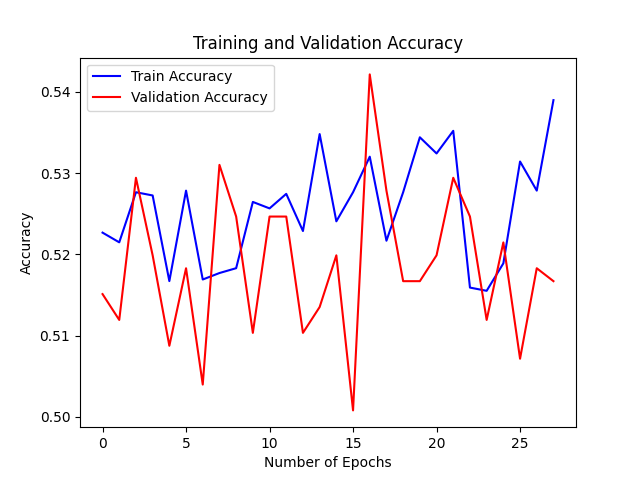 Training and Validation Accuracy
Train Accuracy
Validation Accuracy
0.54
0.53
0.52
0.51
0.50
Accuracy
0
5
10
15
20
25
Number of Epochs